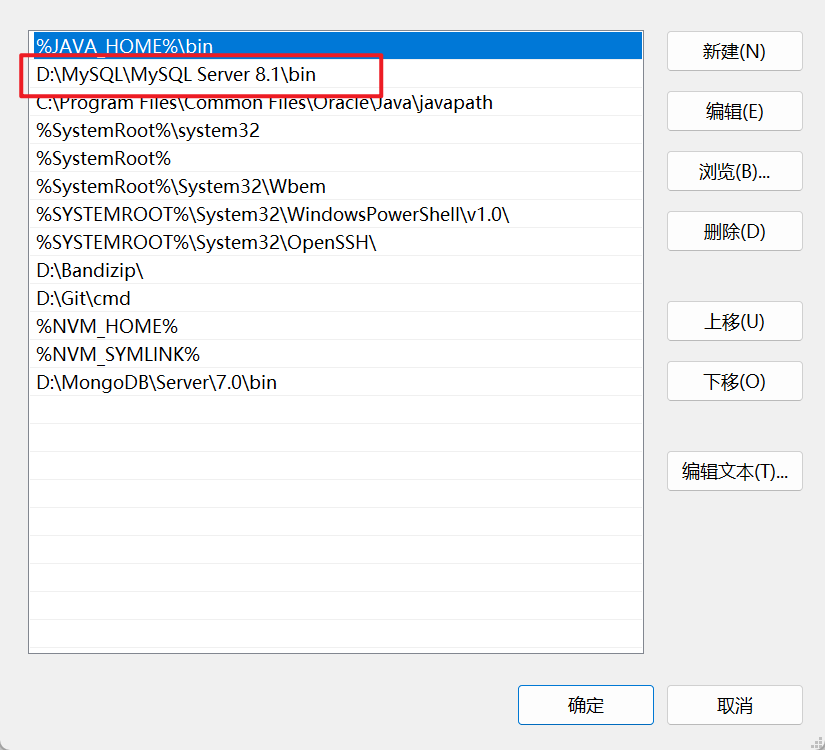 %JAVA_HOME%\bin
D:\MySQL\MySQL Server 8.1\bin
C:\Program Files\Common Files\Oracle\Java\javapath
%SystemRoot%\system32
%SystemRoot%
%SystemRoot%\System32\Wbem
%SYSTEMROOT%\System32\WindowsPowerShell\v1.0\
%SYSTEMROOT%\System32\OpenSSH\
D:\Bandizip\
D:\Git\cmd
%NVM_HOME%
%NVM_SYMLINK%
D:\MongoDB\Server\7.0\bin
新建(N)
编辑(E)
浏览(B)...
删除(D)
上移(U)
下移(O)
编辑文本(T)...
确定
取消